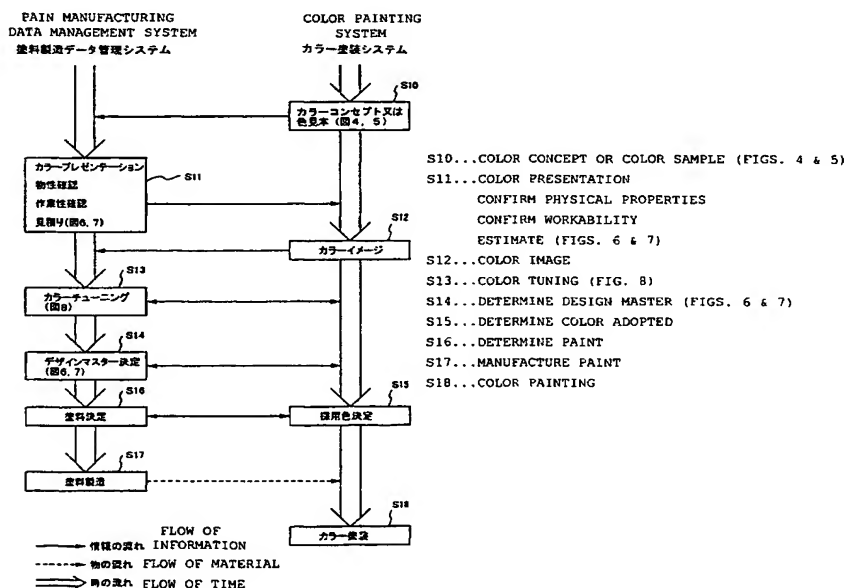 PAIN MANUFACTURING
DATA MANAGEMENT SYSTEM
塗料製造データ管理システム
COLOR PAINTING
SYSTEM
カラー塗装システム
S10
カラーコンセプト又は
色見本(図4, 5)
カラープレゼンテーション
物性確認
作業性確認
見積り(図6, 7)
S11
S12
カラーイメージ
S13
カラーチューニング
(図8)
S14
デザインマスター決定
(図6, 7)
S16
塗料決定
S15
採用色決定
S17
塗料製造
S18
カラー塗装
FLOW OF
情報の流れ INFORMATION
物の流れ FLOW OF MATERIAL
時の流れ FLOW OF TIME
S10...COLOR CONCEPT OR COLOR SAMPLE (FIGS. 4 & 5)
S11...COLOR PRESENTATION
CONFIRM PHYSICAL PROPERTIES
CONFIRM WORKABILITY
ESTIMATE (FIGS. 6 & 7)
S12...COLOR IMAGE
S13...COLOR TUNING (FIG. 8)
S14...DETERMINE DESIGN MASTER (FIGS. 6 & 7)
S15...DETERMINE COLOR ADOPTED
S16...DETERMINE PAINT
S17...MANUFACTURE PAINT
S18...COLOR PAINTING